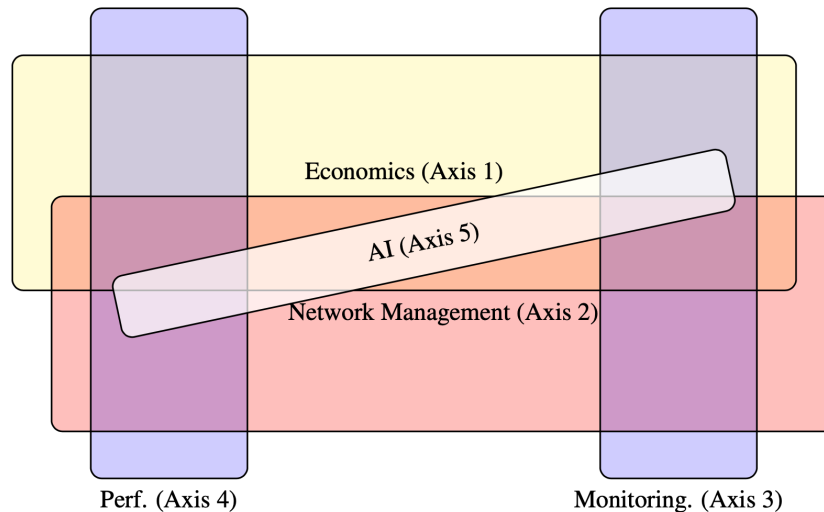 Economics (Axis 1)
AI (Axis 5)
Network Management (Axis 2)
Perf. (Axis 4)
Monitoring. (Axis 3)